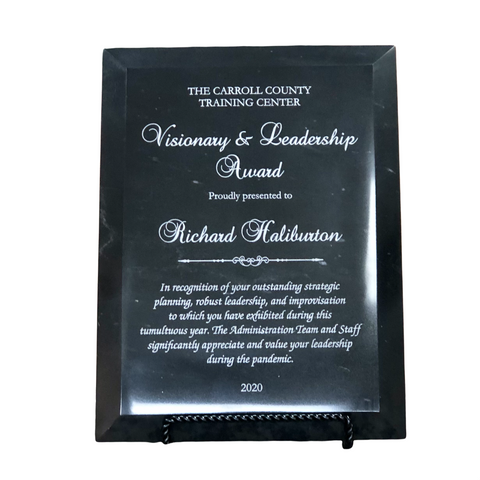 THE CARROLL COUNTY
TRAINING CENTER
Visionary & Leadership
Award
Proudly presented to
Richard Haliburton
In recognition of your outstanding strategic
planning, robust leadership, and improvisation
to which you have exhibited during this
tumultuous year. The Administration Team and Staff
significantly appreciate and value your leadership
during the pandemic.
2020